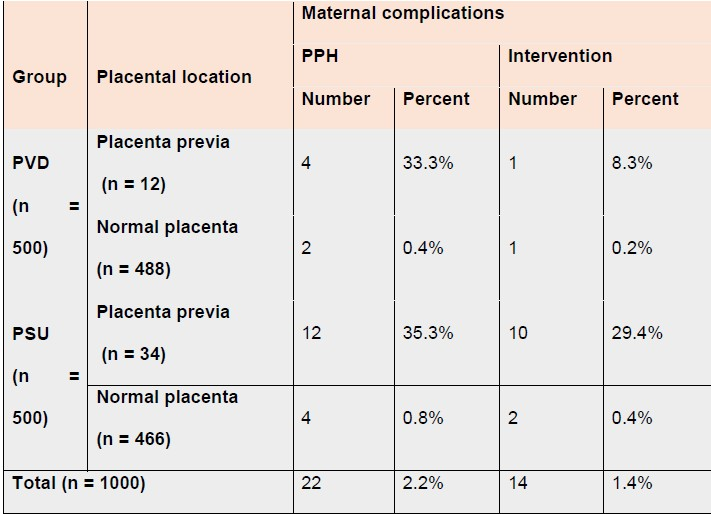 Maternal complications
Group Placental location PPH Intervention
Number Percent Number Percent
PVD
(n =
500)
Placenta previa
(n = 12)
4 33.3% 1 8.3%
Normal placenta
(n = 488)
2 0.4% 1 0.2%
PSU
(n =
500)
Placenta previa
(n = 34)
12 35.3% 10 29.4%
Normal placenta
(n = 466)
4 0.8% 2 0.4%
Total (n = 1000) 22 2.2% 14 1.4%